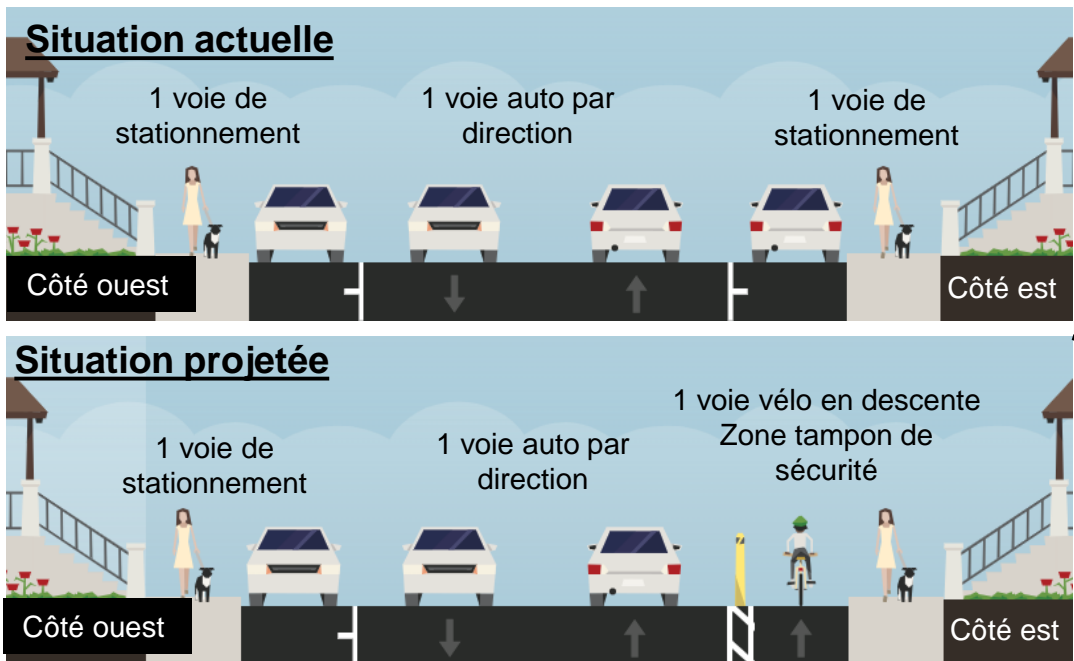 Situation actuelle
1 voie de
stationnement
1 voie auto par
direction
1 voie de
stationnement
Côté ouest
Côté est
Situation projetée
1 voie de
stationnement
1 voie auto par
direction
1 voie vélo en descente
Zone tampon de
sécurité
Côté ouest
Côté est